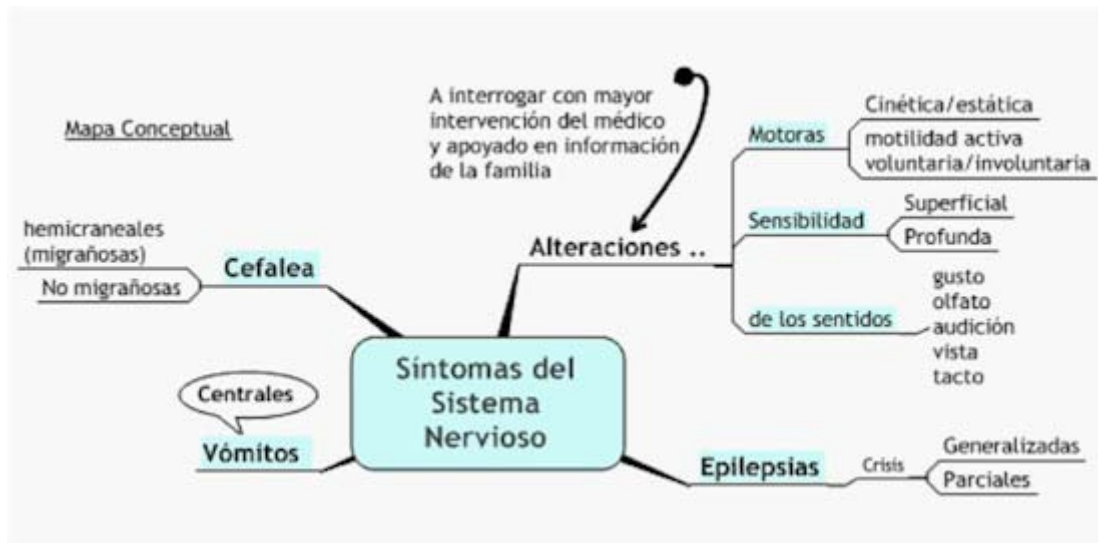 Mapa Conceptual
A interrogar con mayor
intervención del médico
y apoyado en información
de la familia
Alteraciones ..
Motoras
Cinética/estática
motilidad activa
voluntaria/involuntaria
Sensibilidad
Superficial
Profunda
de los sentidos
gusto
olfato
audición
vista
tacto
hemicraneales
(migrañosas)
No migrañosas
Cefalea
Síntomas del
Sistema
Nervioso
Centrales
Vómitos
Epilepsias
Crisis
Generalizadas
Parciales